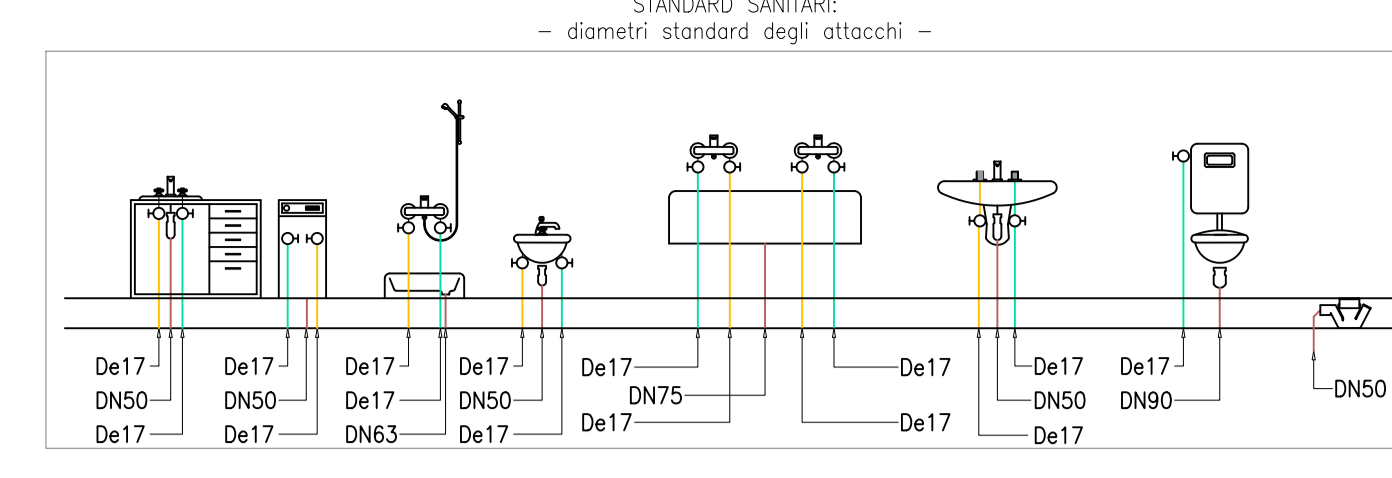 STANDARD SANITARI:
- diametri standard degli attacchi -
De17
DN50
De17
De17
DN50
De17
De17
De17
DN63
De17
DN50
De17
De17
DN75
De17
De17
De17
De17
DN50
De17
De17
DN90
DN50